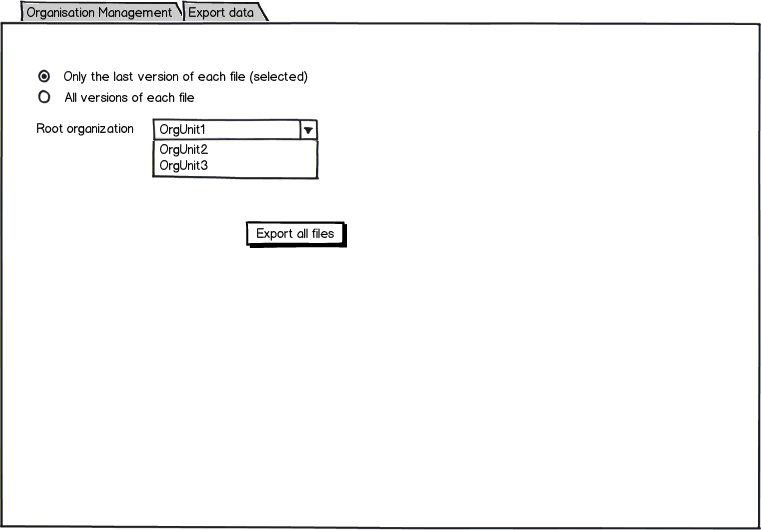 Organisation Management Export data
Only the last version of each file (selected)
All versions of each file
Root organization OrgUnit1
OrgUnit2
OrgUnit3
Export all files